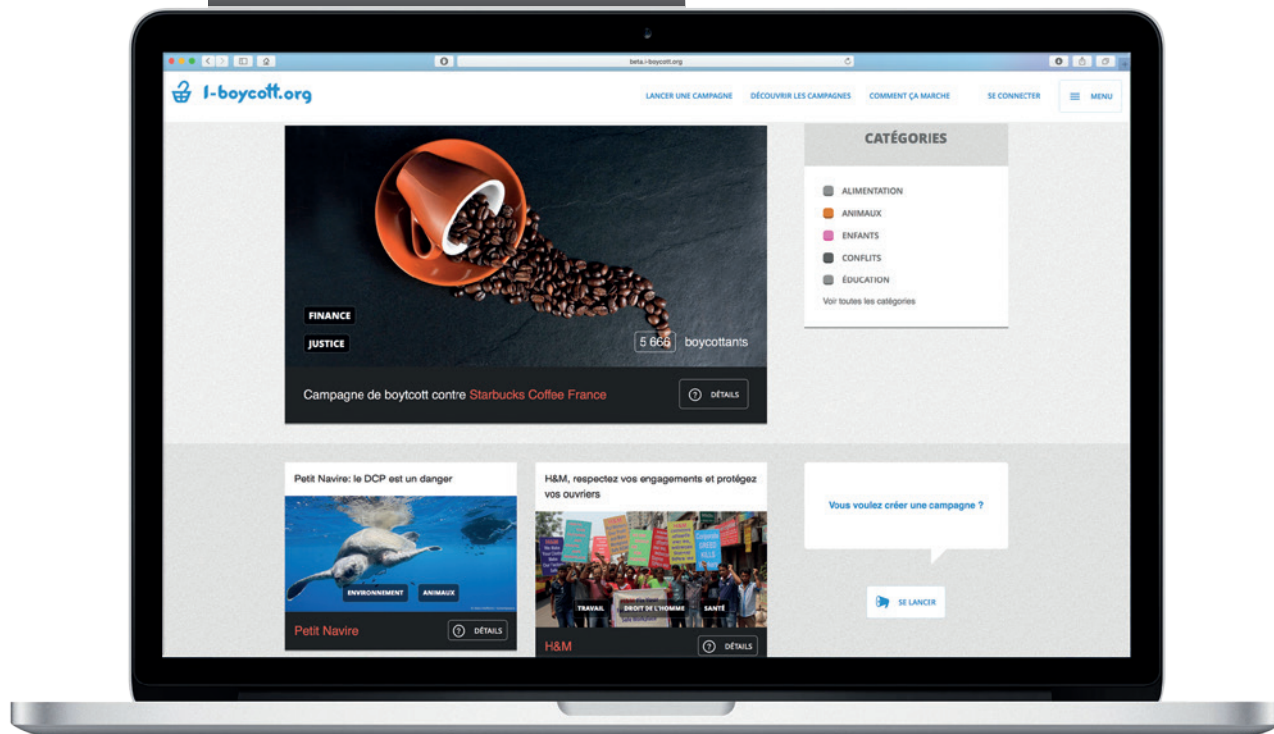 beta.i-boycott.org
I-boycott.org
LANCER UNE CAMPAGNE
DÉCOUVRIR LES CAMPAGNES
COMMENT ÇA MARCHE
SE CONNECTER
MENU
FINANCE
JUSTICE
5 666 boycottants
Campagne de boytcott contre Starbucks Coffee France
DÉTAILS
CATÉGORIES
ALIMENTATION
ANIMAUX
ENFANTS
CONFLITS
ÉDUCATION
Voir toutes les catégories
Petit Navire: le DCP est un danger
ENVIRONNEMENT
ANIMAUX
Petit Navire
DÉTAILS
H&M, respectez vos engagements et protégez
vos ouvriers
GREED
KILLS
TRAVAIL
DROIT DE L'HOMME
SANTÉ
H&M
DÉTAILS
Vous voulez créer une campagne ?
SE LANCER